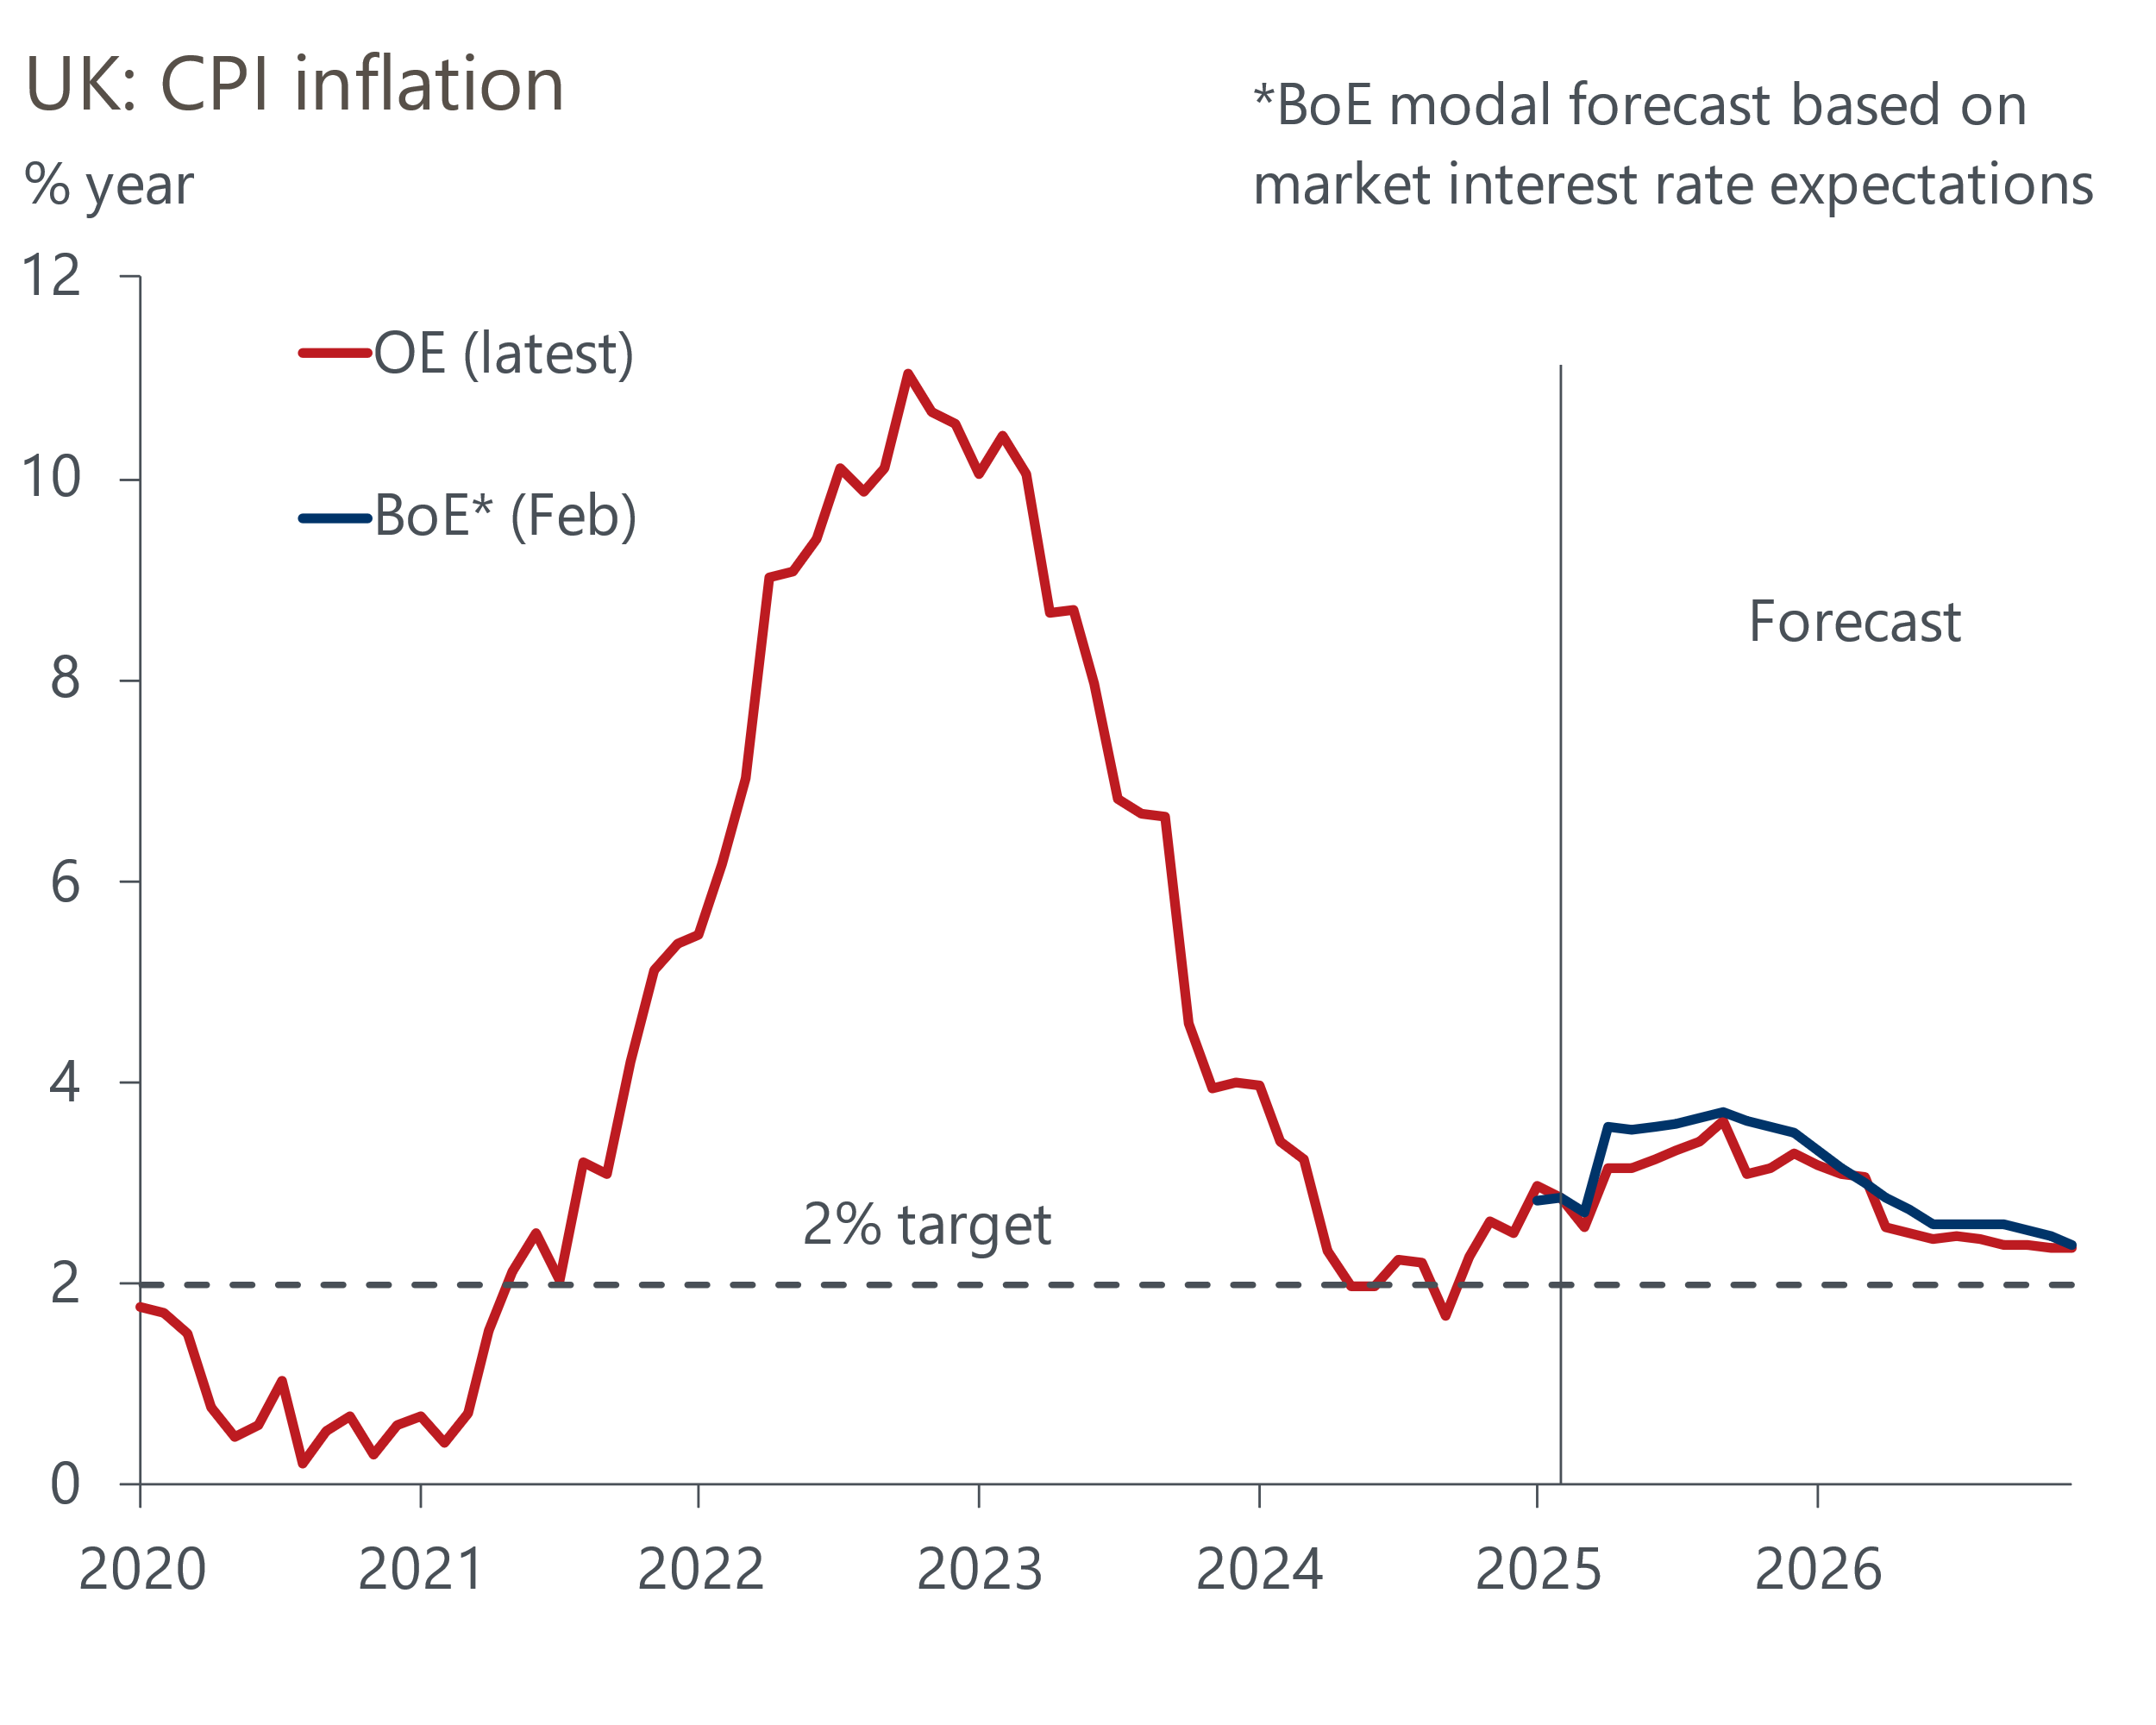 UK: CPI inflation
% year
*BoE modal forecast based on
market interest rate expectations
12
OE (latest)
10
BoE* (Feb)
Forecast
8
6
4
2% target
2
0
2020 2021 2022 2023 2024 2025 2026